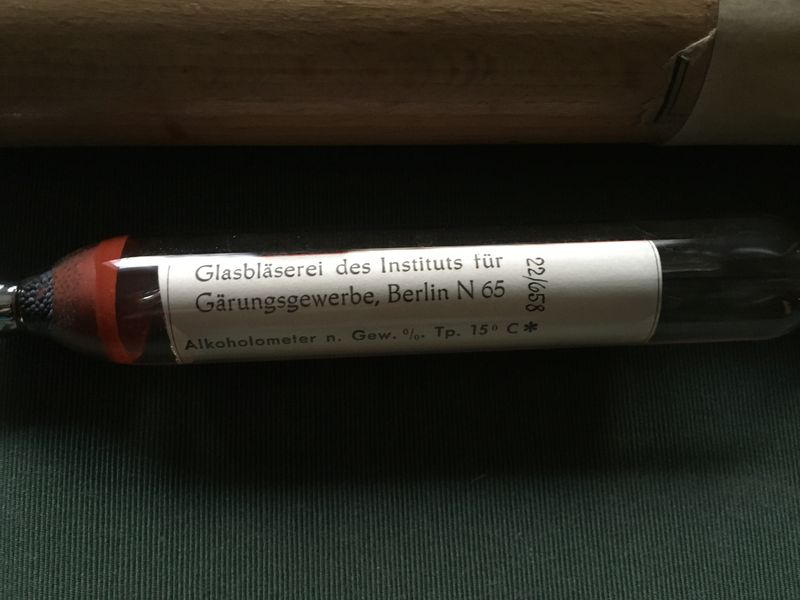 Glasbläserei des Instituts für
Gärungsgewerbe, Berlin N 65
Alkoholometer n. Gew. %. Tp. 15° C*
22/658